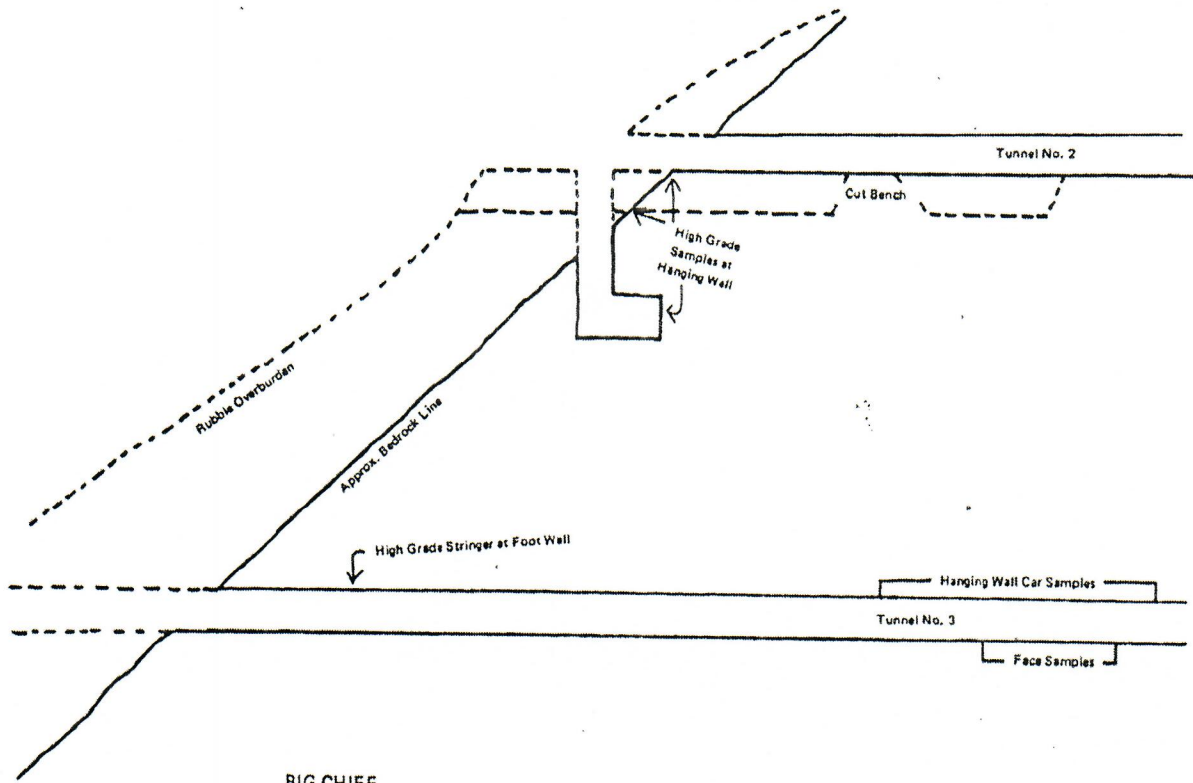 Tunnel No. 2
Cut Bench
High Grade
Samples at
Hanging Wall
Rubble Overburden
Approx. Bedrock Line
High Grade Stringer at Foot Wall
Hanging Wall Car Samples
Tunnel No. 3
Face Samples
BIG CHIEF